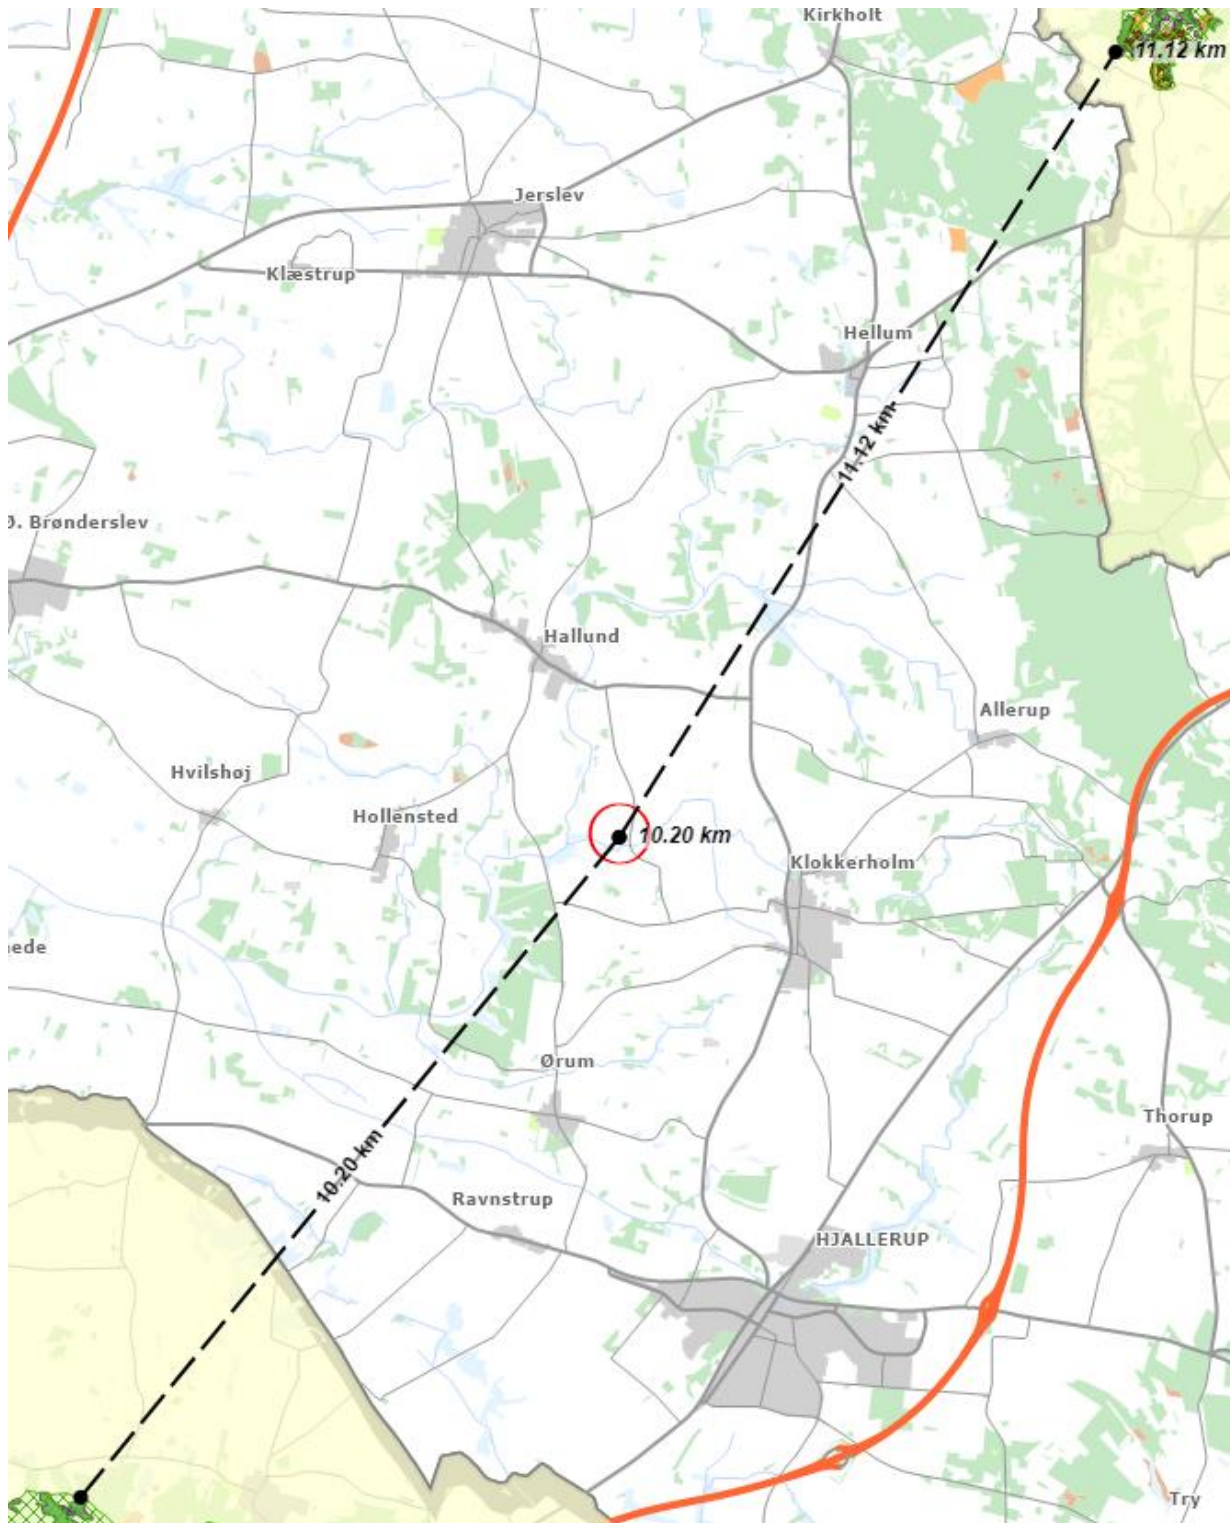 Kirkholt
11.12 km
Jerslev
Klæstrup
Hellum
11.12 km
Ø. Brønderslev
Hallund
Allerup
Hvilshøj
Hollensted
10.20 km
Klokkerholm
ede
Ørum
Thorup
10.20 km
Ravnstrup
HJALLERUP
Try